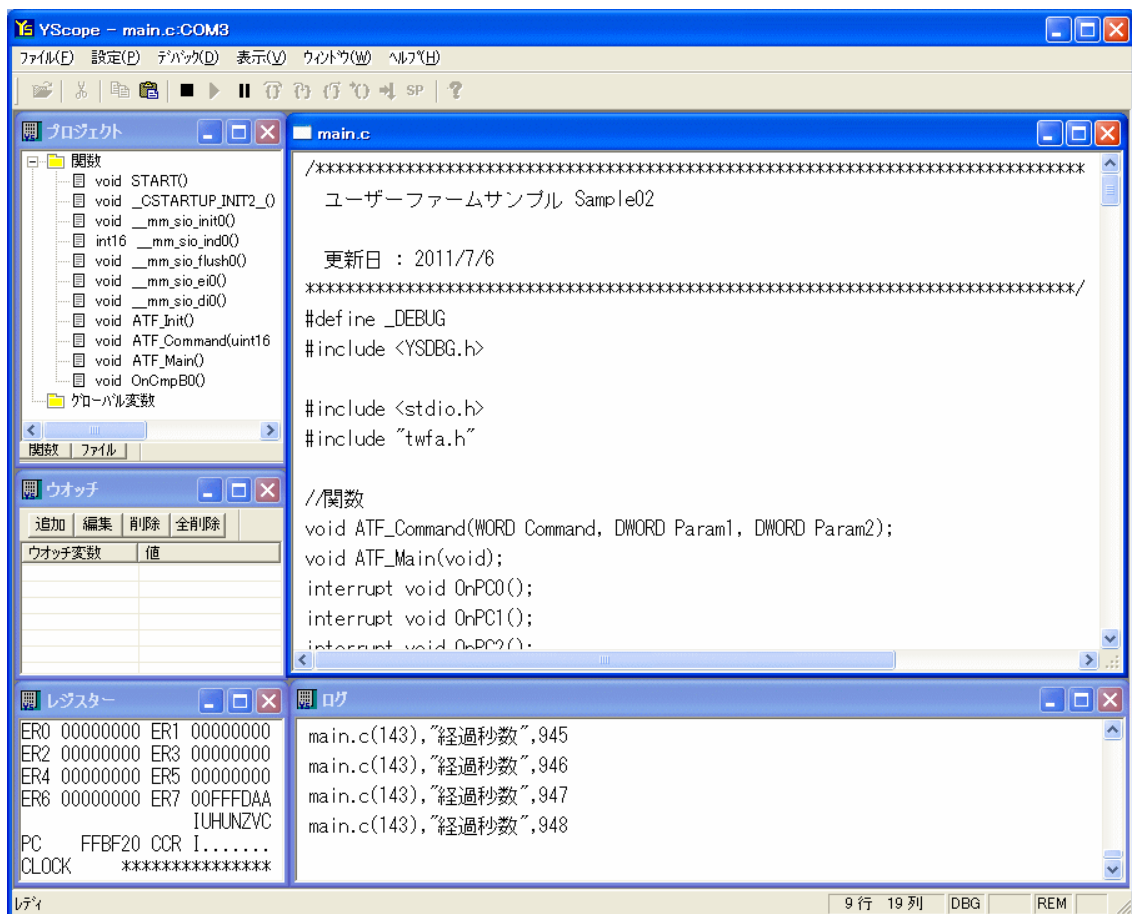 YScope - main.c:COM3
ﾌｧｲﾙ(F) 設定(P) ﾃﾞﾊﾞｯｸ(D) 表示(V) ｳｨﾝﾄﾞｳ(W) ﾍﾙﾌﾟ(H)
SP
プロジェクト
関数
void START()
void _CSTARTUP_INIT2_()
void __mm_sio_init0()
int16 __mm_sio_ind0()
void __mm_sio_flush0()
void __mm_sio_ei0()
void __mm_sio_di0()
void ATF_Init()
void ATF_Command(uint16
void ATF_Main()
void OnCmpB0()
ｸﾞﾛｰﾊﾞﾙ変数
関数 ﾌｧｲﾙ
main.c
/*****************************************************************************
ユーザーファームサンプル Sample02
更新日 : 2011/7/6
*****************************************************************************/
#define _DEBUG
#include <YSDBG.h>
#include <stdio.h>
#include "twfa.h"
//関数
void ATF_Command(WORD Command, DWORD Param1, DWORD Param2);
void ATF_Main(void);
interrupt void OnPC0();
interrupt void OnPC1();
interrupt void OnPC2();
ウオッチ
追加 編集 削除 全削除
ウオッチ変数 値
レジスター
ER0 00000000 ER1 00000000
ER2 00000000 ER3 00000000
ER4 00000000 ER5 00000000
ER6 00000000 ER7 00FFFDAA
IUHUNZVC
PC FFBF20 CCR I.......
CLOCK ***************
ログ
main.c(143),"経過秒数",945
main.c(143),"経過秒数",946
main.c(143),"経過秒数",947
main.c(143),"経過秒数",948
ﾚﾃﾞｨ 9 行 19 列 DBG REM